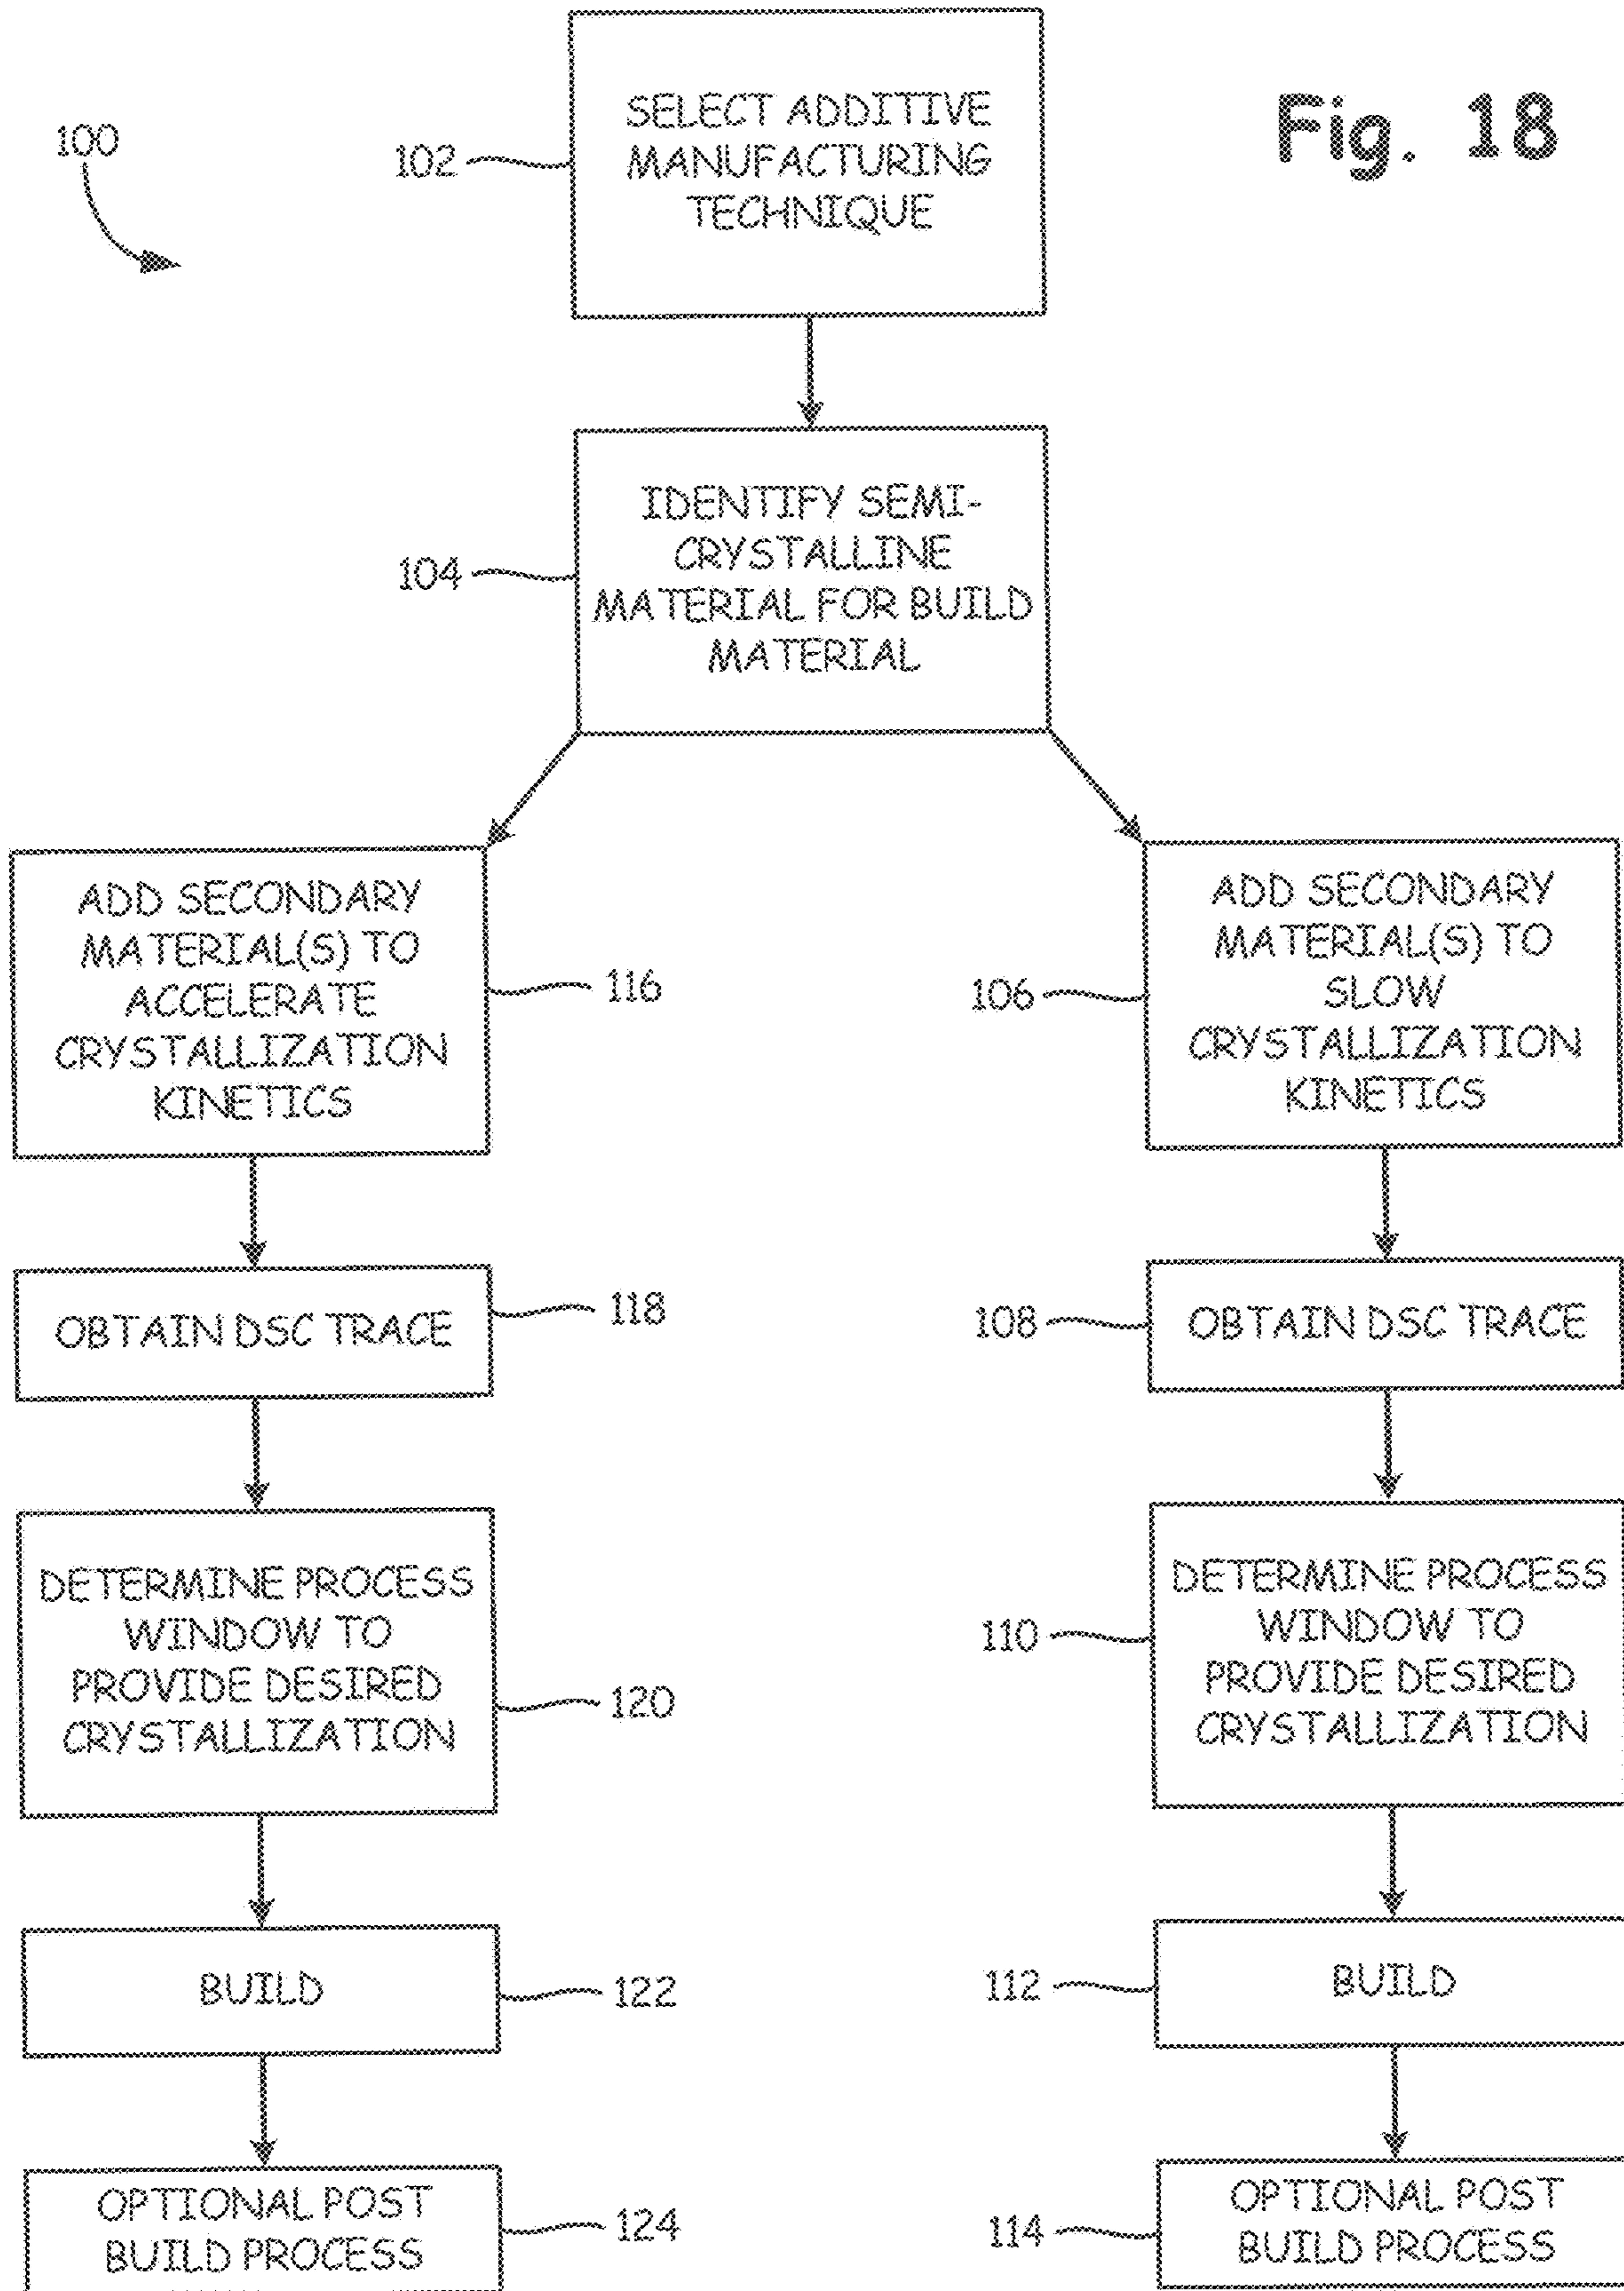 Fig. 18
100
102
SELECT ADDITIVE
MANUFACTURING
TECHNIQUE
104
IDENTIFY SEMI-
CRYSTALLINE
MATERIAL FOR BUILD
MATERIAL
ADD SECONDARY
MATERIAL(S) TO
ACCELERATE
CRYSTALLIZATION
KINETICS
116
106
ADD SECONDARY
MATERIAL(S) TO
SLOW
CRYSTALLIZATION
KINETICS
OBTAIN DSC TRACE
118
108
OBTAIN DSC TRACE
DETERMINE PROCESS
WINDOW TO
PROVIDE DESIRED
CRYSTALLIZATION
120
110
DETERMINE PROCESS
WINDOW TO
PROVIDE DESIRED
CRYSTALLIZATION
BUILD
122
112
BUILD
OPTIONAL POST
BUILD PROCESS
124
114
OPTIONAL POST
BUILD PROCESS